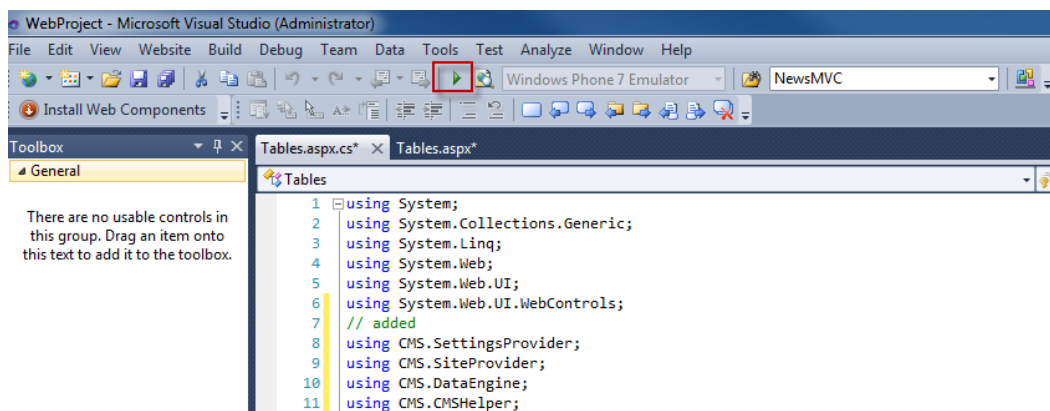 WebProject - Microsoft Visual Studio (Administrator)
File Edit View Website Build Debug Team Data Tools Test Analyze Window Help
Windows Phone 7 Emulator NewsMVC
Install Web Components
Toolbox
Tables.aspx.cs* Tables.aspx*
General
Tables
There are no usable controls in
this group. Drag an item onto
this text to add it to the toolbox.
1 using System;
2 using System.Collections.Generic;
3 using System.Linq;
4 using System.Web;
5 using System.Web.UI;
6 using System.Web.UI.WebControls;
7 // added
8 using CMS.SettingsProvider;
9 using CMS.SiteProvider;
10 using CMS.DataEngine;
11 using CMS.CMSHelper;